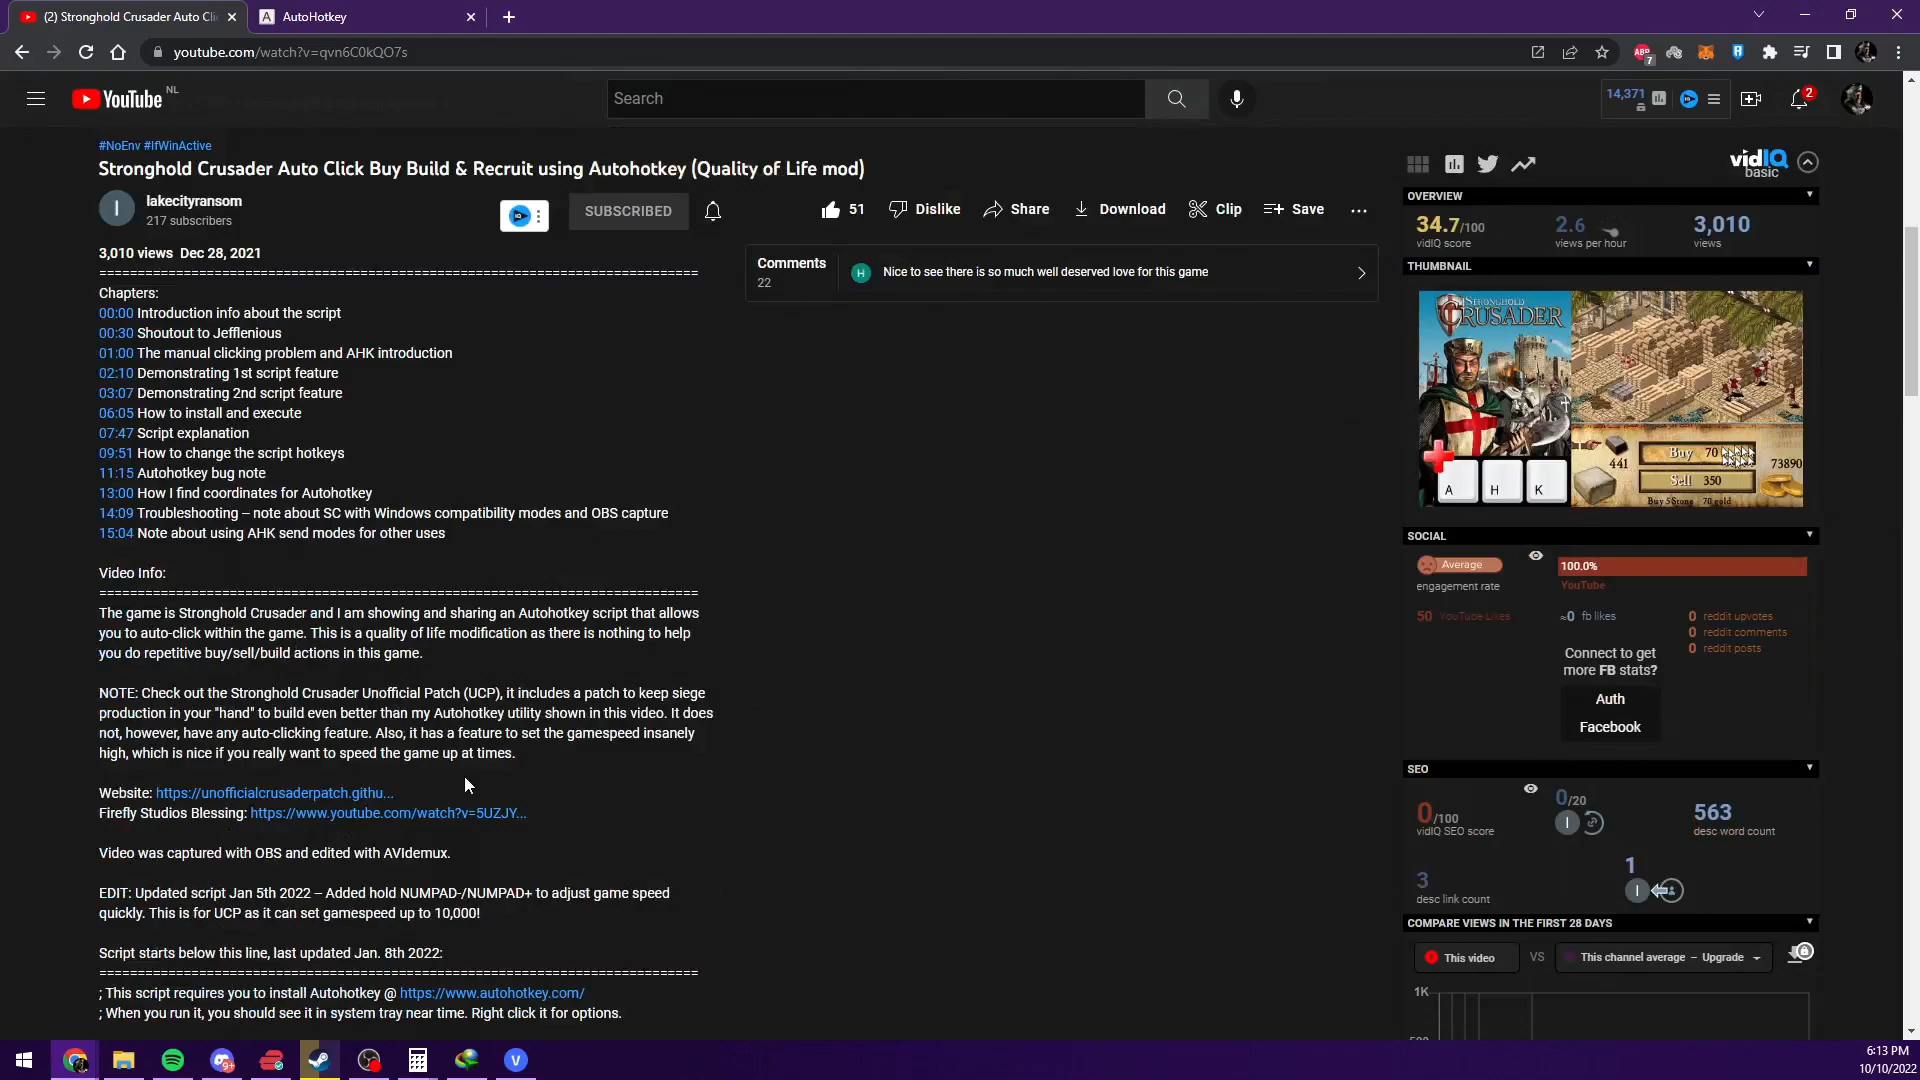 (2) Stronghold Crusader Auto Cli
AutoHotkey
youtube.com/watch?v=qvn6C0kQO7s
7
YouTube NL
Search
14,371
2
#NoEnv #IfWinActive
Stronghold Crusader Auto Click Buy Build & Recruit using Autohotkey (Quality of Life mod)
lakecityransom
217 subscribers
SUBSCRIBED
51
Dislike
Share
Download
Clip
Save
3,010 views Dec 28, 2021
==============================================================================
Chapters:
00:00 Introduction info about the script
00:30 Shoutout to Jefflenious
01:00 The manual clicking problem and AHK introduction
02:10 Demonstrating 1st script feature
03:07 Demonstrating 2nd script feature
06:05 How to install and execute
07:47 Script explanation
09:51 How to change the script hotkeys
11:15 Autohotkey bug note
13:00 How I find coordinates for Autohotkey
14:09 Troubleshooting – note about SC with Windows compatibility modes and OBS capture
15:04 Note about using AHK send modes for other uses
Video Info:
==============================================================================
The game is Stronghold Crusader and I am showing and sharing an Autohotkey script that allows
you to auto-click within the game. This is a quality of life modification as there is nothing to help
you do repetitive buy/sell/build actions in this game.
NOTE: Check out the Stronghold Crusader Unofficial Patch (UCP), it includes a patch to keep siege
production in your "hand" to build even better than my Autohotkey utility shown in this video. It does
not, however, have any auto-clicking feature. Also, it has a feature to set the gamespeed insanely
high, which is nice if you really want to speed the game up at times.
Website: https://unofficialcrusaderpatch.githu...
Firefly Studios Blessing: https://www.youtube.com/watch?v=5UZJY...
Video was captured with OBS and edited with AVIdemux.
EDIT: Updated script Jan 5th 2022 – Added hold NUMPAD-/NUMPAD+ to adjust game speed
quickly. This is for UCP as it can set gamespeed up to 10,000!
Script starts below this line, last updated Jan. 8th 2022:
==============================================================================
; This script requires you to install Autohotkey @ https://www.autohotkey.com/
; When you run it, you should see it in system tray near time. Right click it for options.
Comments
22
H
Nice to see there is so much well deserved love for this game
vidIQ
basic
OVERVIEW
34.7/100
vidIQ score
2.6
views per hour
3,010
views
THUMBNAIL
STRONGHOLD
CRUSADER
A H K
441
Buy 70
Sell 350
73890
Buy 5 Stone 70 gold
SOCIAL
Average
engagement rate
100.0%
YouTube
50 YouTube Likes
≈0 fb likes
0 reddit upvotes
0 reddit comments
0 reddit posts
Connect to get
more FB stats?
Auth
Facebook
SEO
0/100
vidIQ SEO score
0/20
563
desc word count
3
desc link count
1
COMPARE VIEWS IN THE FIRST 28 DAYS
This video
VS
This channel average – Upgrade
1K
500
9+
V
6:13 PM
10/10/2022